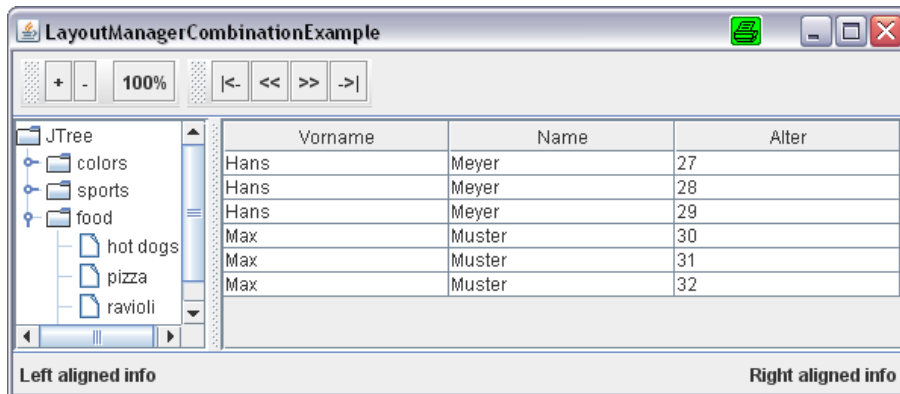 LayoutManagerCombinationExample
+ - 100% |<- << >> ->|
JTree
colors
sports
food
hot dogs
pizza
ravioli
Vorname Name Alter
Hans Meyer 27
Hans Meyer 28
Hans Meyer 29
Max Muster 30
Max Muster 31
Max Muster 32
Left aligned info Right aligned info